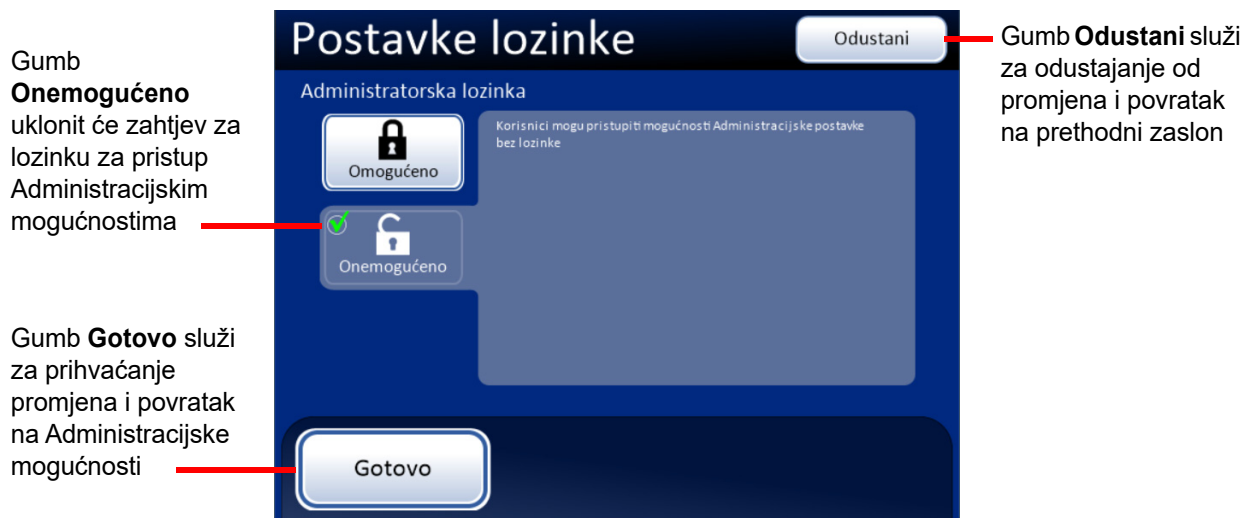 Gumb
Onemogućeno
uklonit će zahtjev za
lozinku za pristup
Administracijskim
mogućnostima
Gumb Gotovo služi
za prihvaćanje
promjena i povratak
na Administracijske
mogućnosti
Postavke lozinke
Odustani
Administratorska lozinka
Omogućeno
Korisnici mogu pristupiti mogućnosti Administracijske postavke
bez lozinke
Onemogućeno
Gotovo
Gumb Odustani služi
za odustajanje od
promjena i povratak
na prethodni zaslon